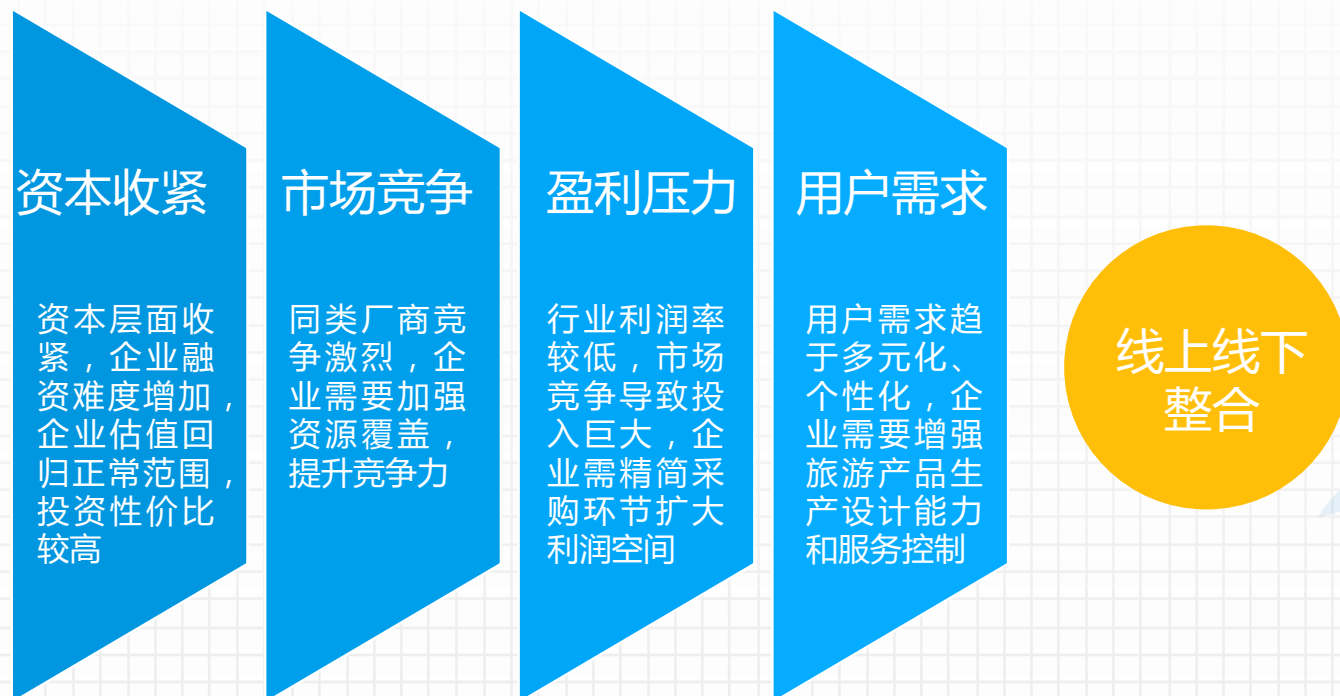 资本收紧
资本层面收
紧，企业融
资难度增加，
企业估值回
归正常范围，
投资性价比
较高
市场竞争
同类厂商竞
争激烈，企
业需要加强
资源覆盖，
提升竞争力
盈利压力
行业利润率
较低，市场
竞争导致投
入巨大，企
业需精简采
购环节扩大
利润空间
用户需求
用户需求趋
于多元化、
个性化，企
业需要增强
旅游产品生
产设计能力
和服务控制
线上线下
整合